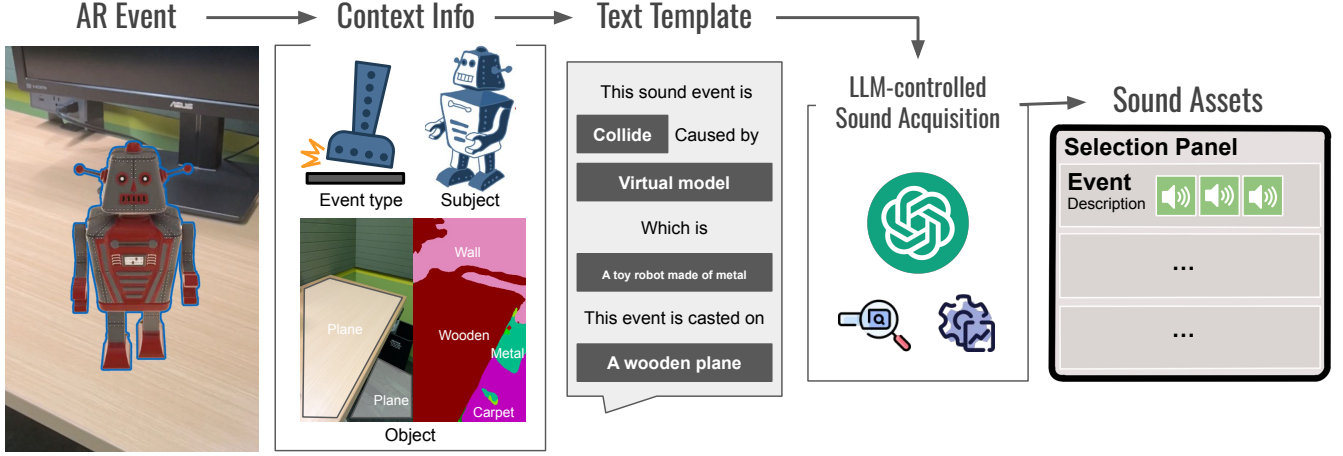 AR Event
Context Info
Text Template
LLM-controlled
Sound Acquisition
Sound Assets
ASUS
HDMI
Event type
Subject
Wall
Plane
Wooden
Metal
Plane
Carpet
Object
This sound event is
Collide Caused by
Virtual model
Which is
A toy robot made of metal
This event is casted on
A wooden plane
Selection Panel
Event
Description
...
...